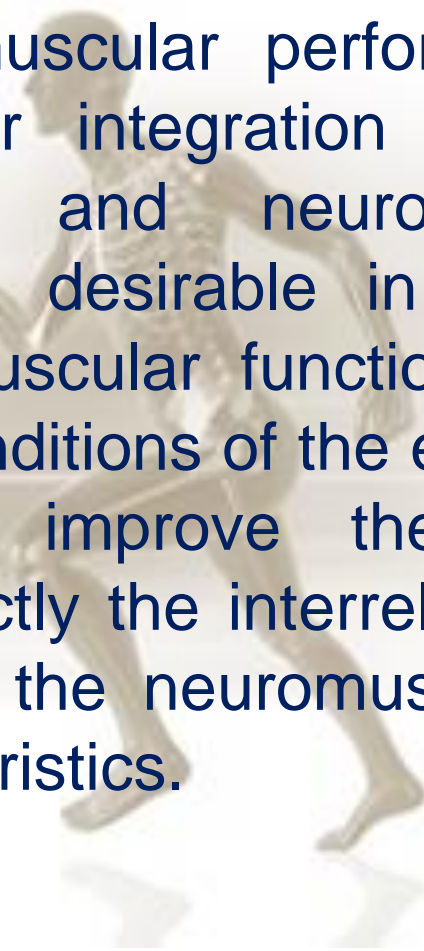 uscular perfor
r integration
and neuro
desirable in
uscular functio
nditions of the e
improve the
ctly the interrel
the neuromus
ristics.